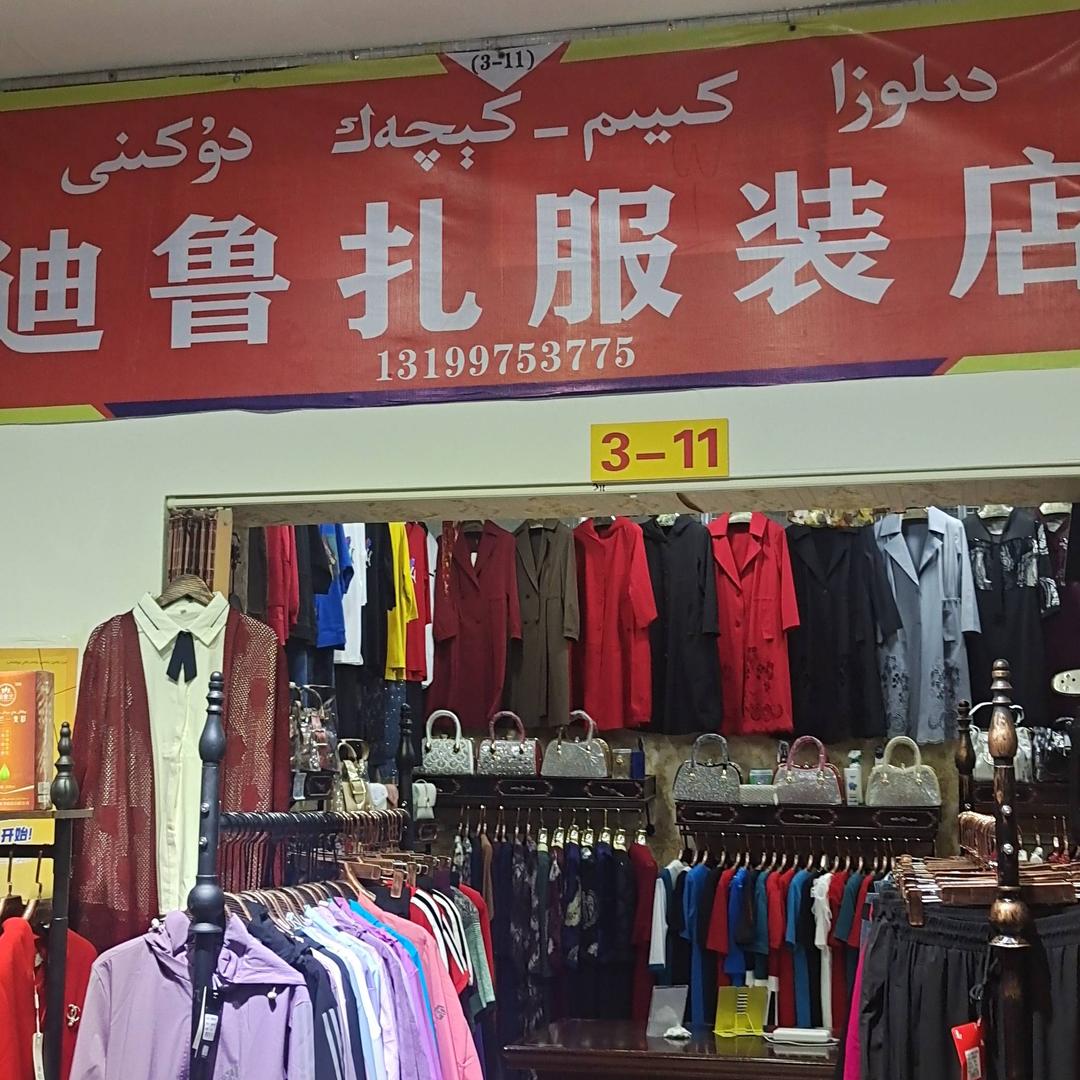 (3-11)
دىلوزا كىيىم - كېچەك دۇكىنى
迪鲁扎服装店
13199753775
3-11
开始!